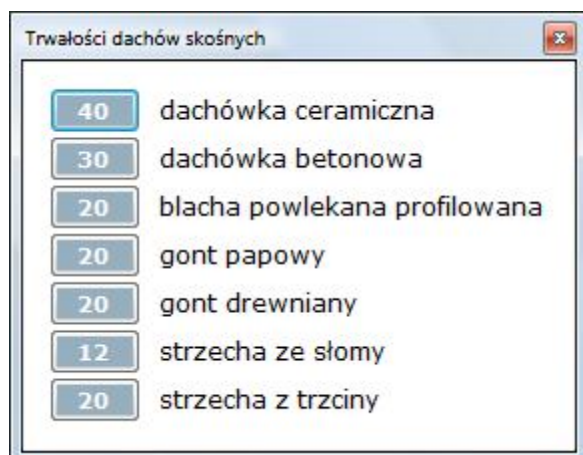 Trwałości dachów skośnych
40 dachówka ceramiczna
30 dachówka betonowa
20 blacha powlekana profilowana
20 gont papowy
20 gont drewniany
12 strzecha ze słomy
20 strzecha z trzciny